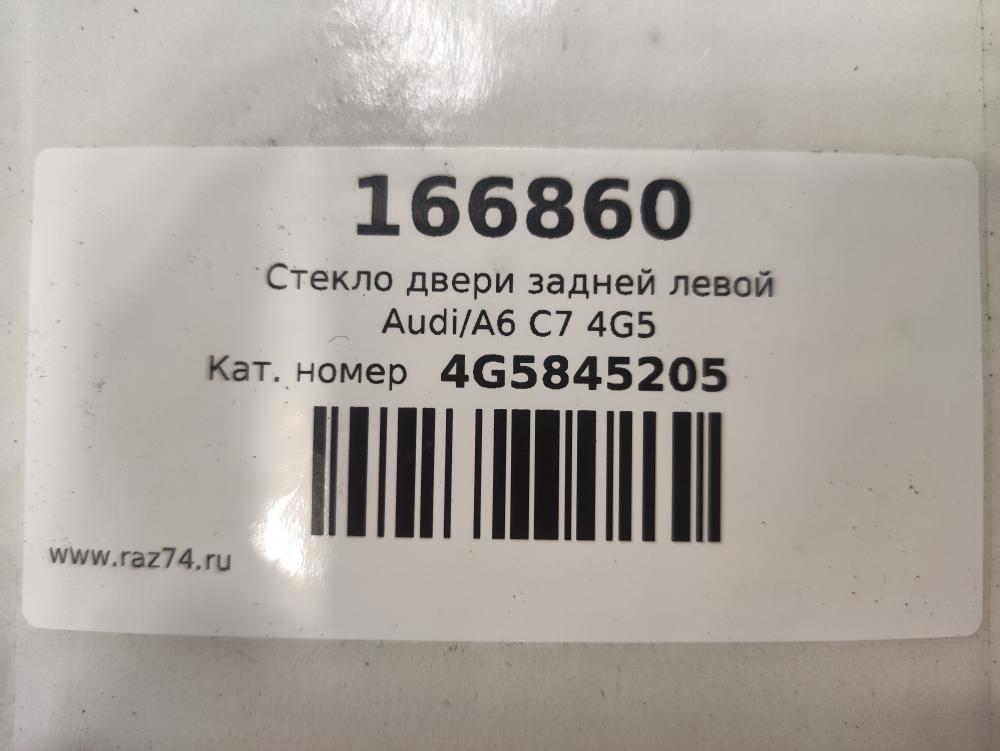 166860
Стекло двери задней левой
Audi/A6 C7 4G5
Кат. номер 4G5845205
www.raz74.ru